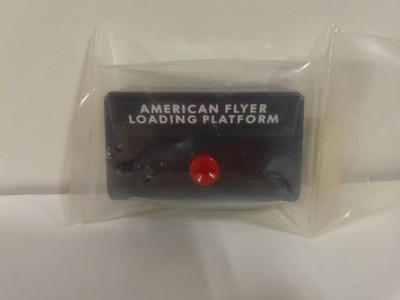 AMERICAN FLYER
LOADING PLATFORM